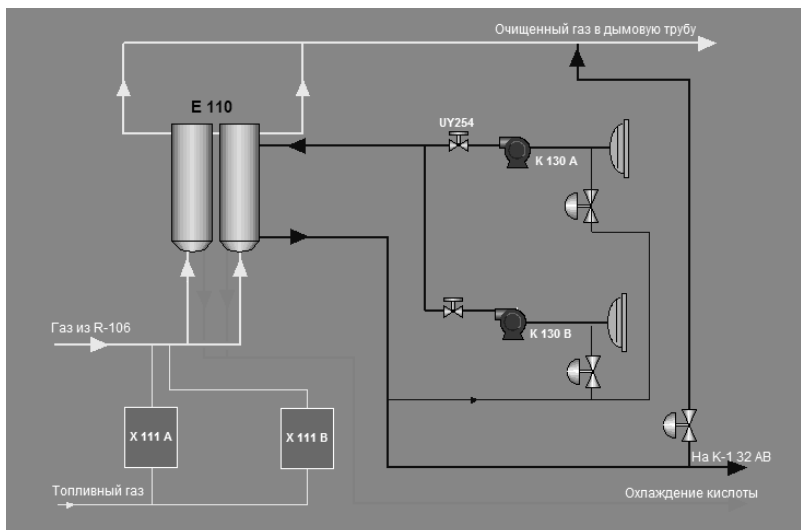 Очищенный газ в дымовую трубу
E 110
UY254
K 130 A
Газ из R-106
K 130 B
X 111 A
X 111 B
На K-1 32 AB
Топливный газ
Охлаждение кислоты